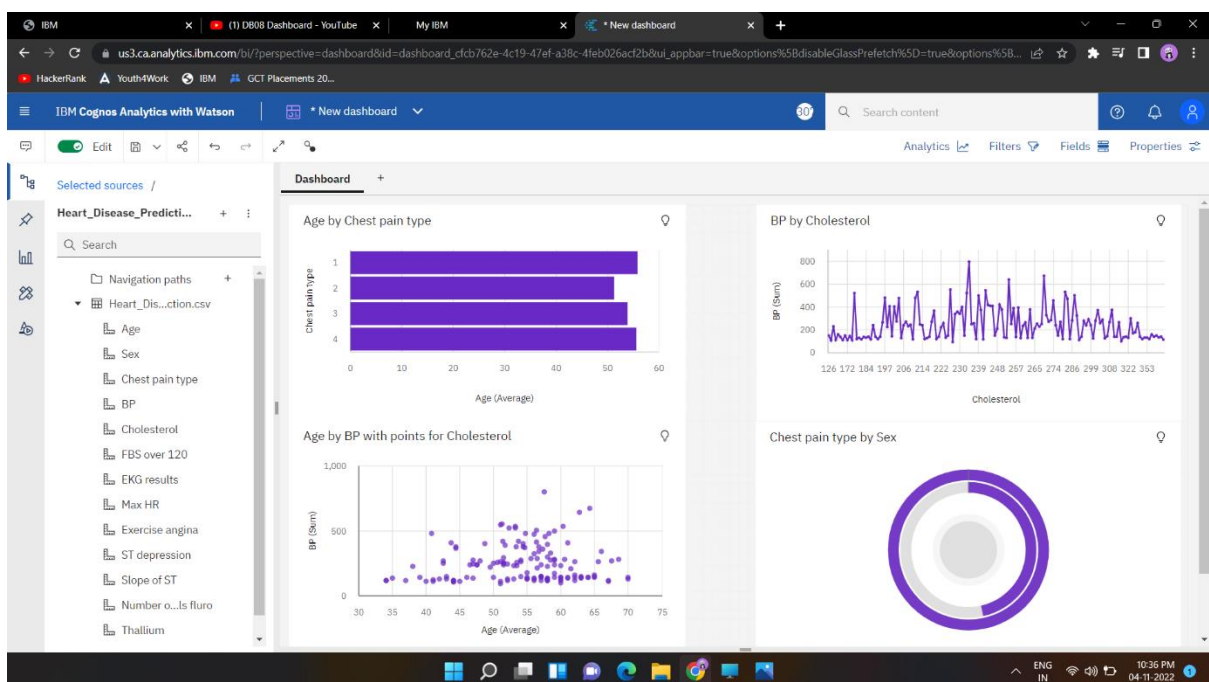 IBM
(1) DB08 Dashboard - YouTube
My IBM
* New dashboard
us3.ca.analytics.ibm.com/bi/?perspective=dashboard&id=dashboard_cfcb762e-4c19-47ef-a38c-4feb026acf2b&ui_appbar=true&options%5BdisableGlassPrefetch%5D=true&options%5B...
HackerRank
Youth4Work
IBM
GCT Placements 20...
IBM Cognos Analytics with Watson
* New dashboard
30
Search content
Edit
Analytics
Filters
Fields
Properties
Selected sources /
Dashboard
Heart_Disease_Predicti...
Search
Navigation paths
Heart_Dis...ction.csv
Age
Sex
Chest pain type
BP
Cholesterol
FBS over 120
EKG results
Max HR
Exercise angina
ST depression
Slope of ST
Number o...ls fluro
Thallium
Age by Chest pain type
Chest pain type
1
2
3
4
0 10 20 30 40 50 60
Age (Average)
BP by Cholesterol
BP (Sum)
800
600
400
200
0
126 172 184 197 206 214 222 230 239 248 257 265 274 286 299 308 322 353
Cholesterol
Age by BP with points for Cholesterol
BP (Sum)
1,000
500
0
30 35 40 45 50 55 60 65 70 75
Age (Average)
Chest pain type by Sex
ENG
IN
10:36 PM
04-11-2022
1